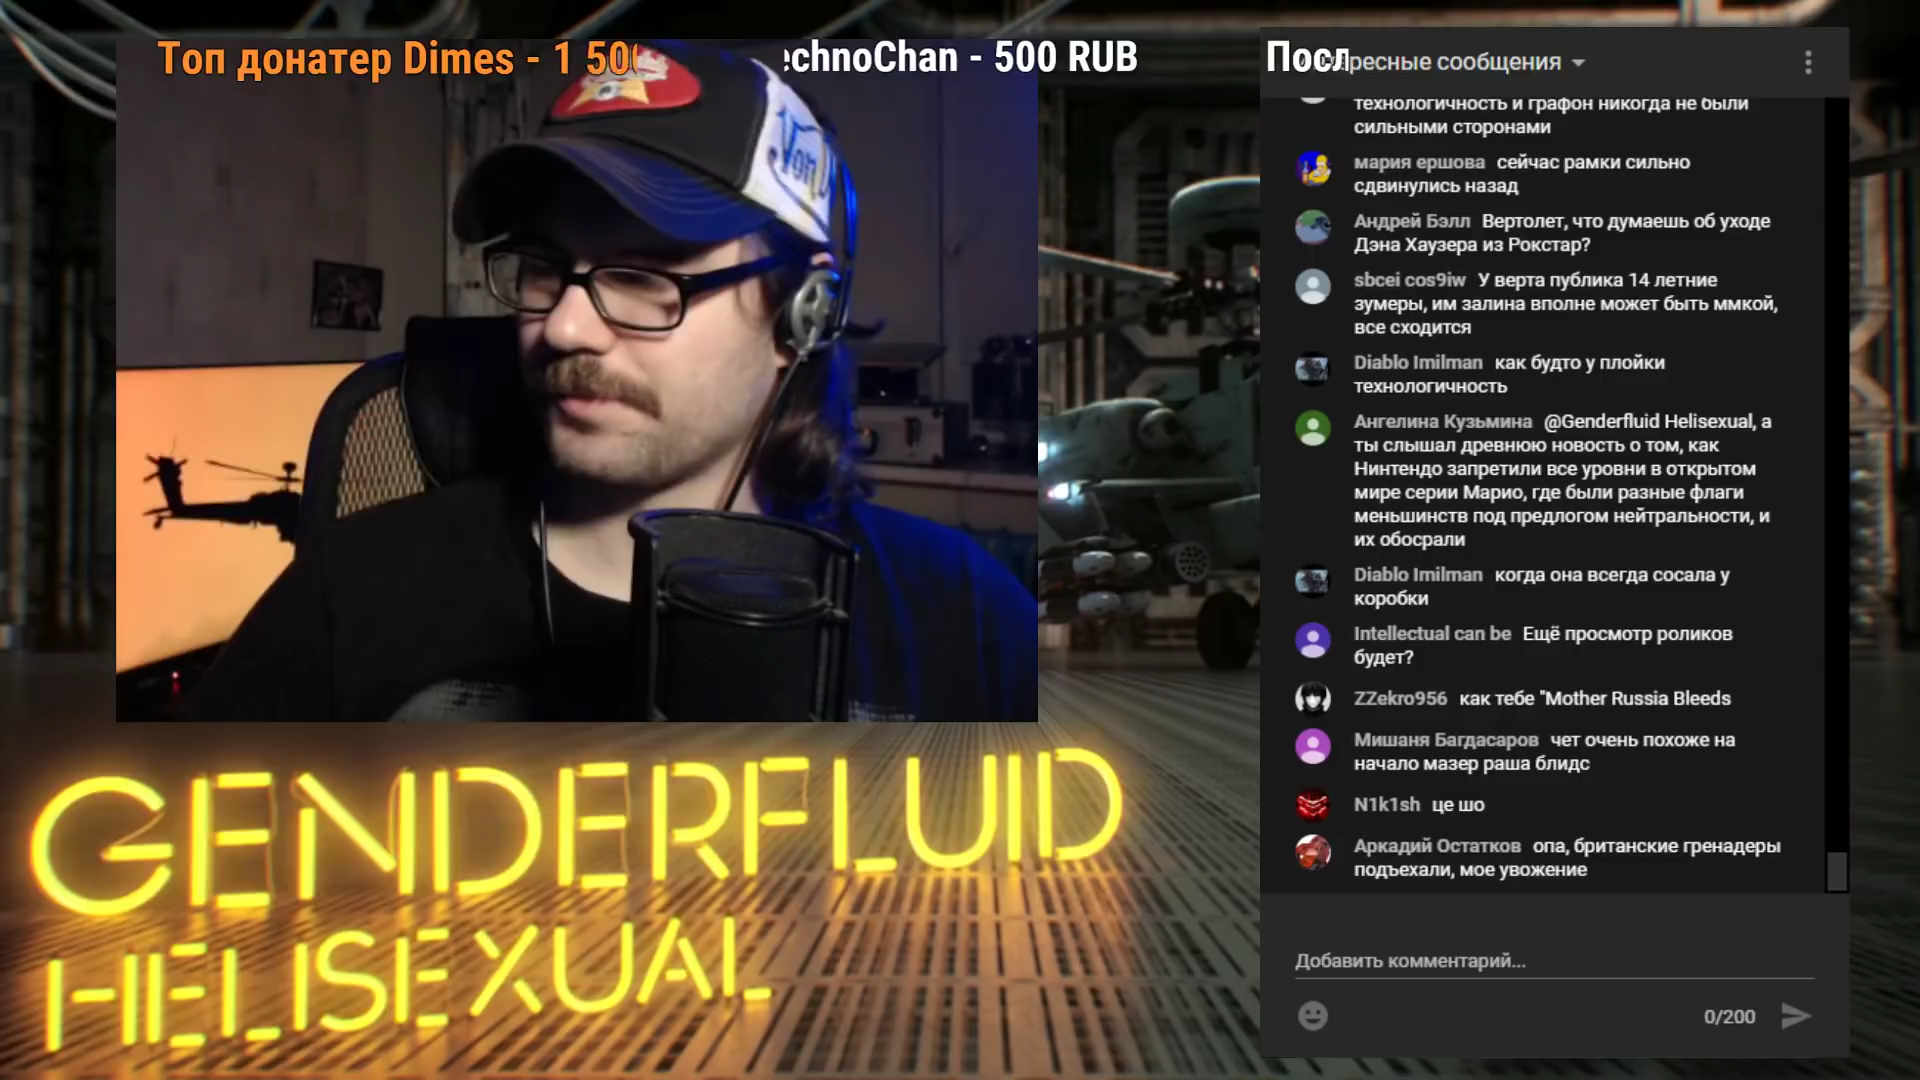 Топ донатер Dimes - 1 50
echnoChan - 500 RUB
Посл
ресные сообщения
технологичность и графон никогда не были
сильными сторонами
мария ершова сейчас рамки сильно
сдвинулись назад
Андрей Бэлл Вертолет, что думаешь об уходе
Дэна Хаузера из Рокстар?
sbcei cos9iw У верта публика 14 летние
зумеры, им залина вполне может быть ммкой,
все сходится
Diablo Imilman как будто у плойки
технологичность
Ангелина Кузьмина @Genderfluid Helisexual, а
ты слышал древнюю новость о том, как
Нинтендо запретили все уровни в открытом
мире серии Марио, где были разные флаги
меньшинств под предлогом нейтральности, и
их обосрали
Diablo Imilman когда она всегда сосала у
коробки
Intellectual can be Ещё просмотр роликов
будет?
ZZekro956 как тебе "Mother Russia Bleeds
Мишаня Багдасаров чет очень похоже на
начало мазер раша блидс
N1k1sh це шо
Аркадий Остатков опа, британские гренадеры
подъехали, мое увожение
Добавить комментарий...
0/200
GENDERFLUID
HELISEXUAL